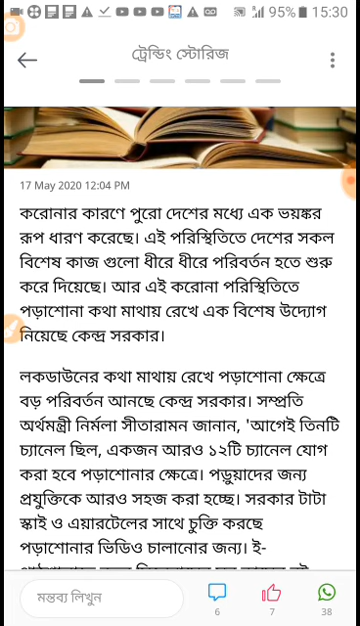 95% 15:30
ট্রেন্ডিং স্টোরিজ
17 May 2020 12:04 PM
করোনার কারণে পুরো দেশের মধ্যে এক ভয়ঙ্কর
রূপ ধারণ করেছে। এই পরিস্থিতিতে দেশের সকল
বিশেষ কাজ গুলো ধীরে ধীরে পরিবর্তন হতে শুরু
করে দিয়েছে। আর এই করোনা পরিস্থিতিতে
পড়াশোনা কথা মাথায় রেখে এক বিশেষ উদ্যোগ
নিয়েছে কেন্দ্র সরকার।
লকডাউনের কথা মাথায় রেখে পড়াশোনা ক্ষেত্রে
বড় পরিবর্তন আনছে কেন্দ্র সরকার। সম্প্রতি
অর্থমন্ত্রী নির্মলা সীতারামন জানান, 'আগেই তিনটি
চ্যানেল ছিল, একজন আরও ১২টি চ্যানেল যোগ
করা হবে পড়াশোনার ক্ষেত্রে। পড়ুয়াদের জন্য
প্রযুক্তিকে আরও সহজ করা হচ্ছে। সরকার টাটা
স্কাই ও এয়ারটেলের সাথে চুক্তি করছে
পড়াশোনার ভিডিও চালানোর জন্য। ই-
মন্তব্য লিখুন
6 7 38